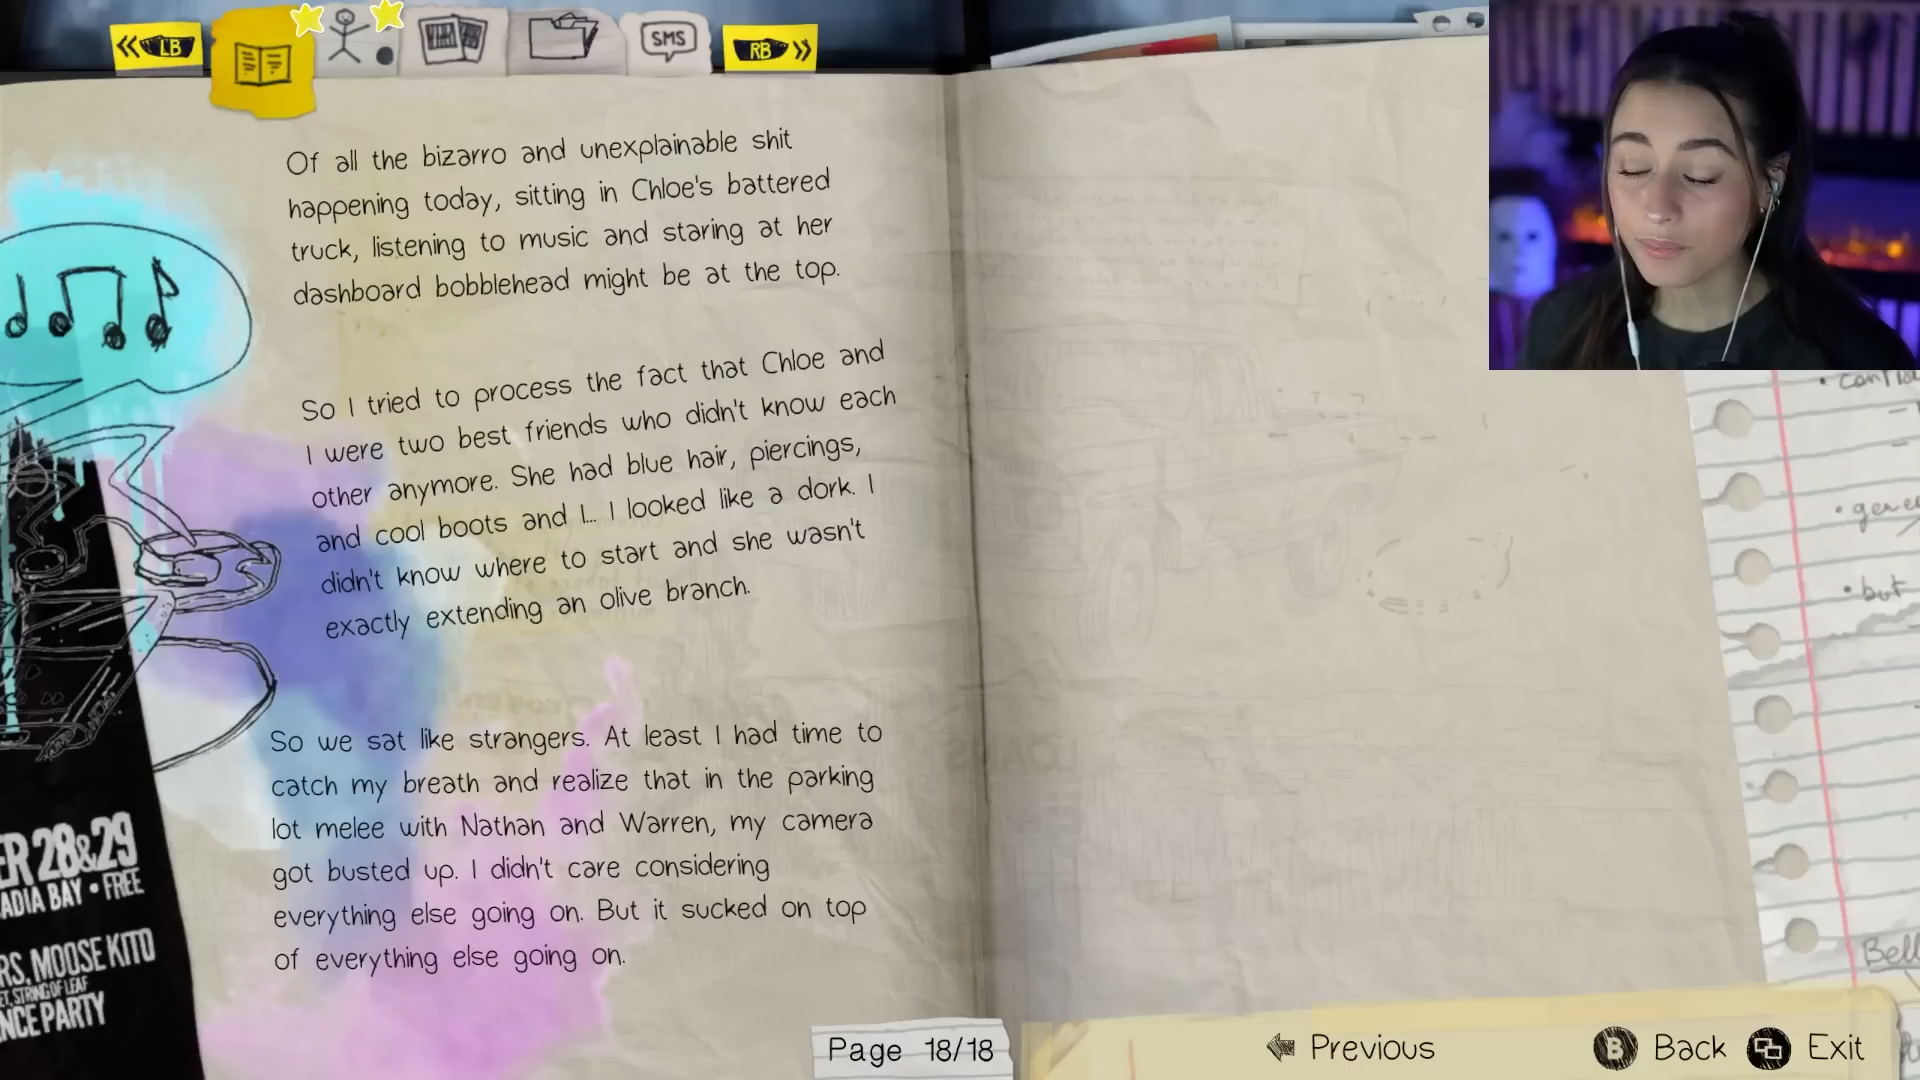 LB
SMS
RB
Of all the bizarro and unexplainable shit
happening today, sitting in Chloe's battered
truck, listening to music and staring at her
dashboard bobblehead might be at the top.
So I tried to process the fact that Chloe and
I were two best friends who didn't know each
other anymore. She had blue hair, piercings,
and cool boots and I... I looked like a dork. I
didn't know where to start and she wasn't
exactly extending an olive branch.
So we sat like strangers. At least I had time to
catch my breath and realize that in the parking
lot melee with Nathan and Warren, my camera
got busted up. I didn't care considering
everything else going on. But it sucked on top
of everything else going on.
ER 28&29
ADIA BAY • FREE
RS, MOOSE KITO
ET, STRING OF LEAF
NCE PARTY
• but
Bell
Page 18/18
Previous
B Back
Exit